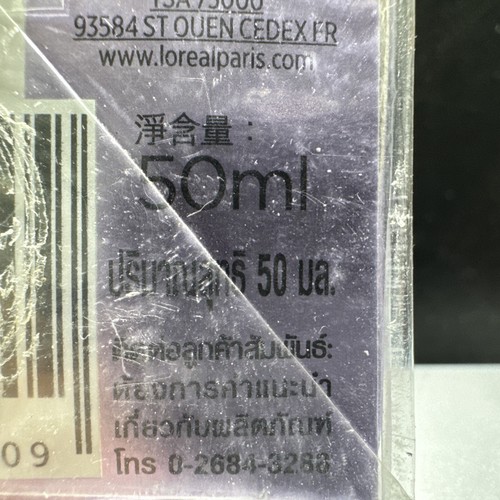 TSA 75000
93584 ST OUEN CEDEX FR
www.lorealparis.com
淨含量：
50ml
ปริมาณสุทธิ 50 มล.
ติดต่อลูกค้าสัมพันธ์:
ต้องการคำแนะนำ
เกี่ยวกับผลิตภัณฑ์
โทร 0-2684-3288
09